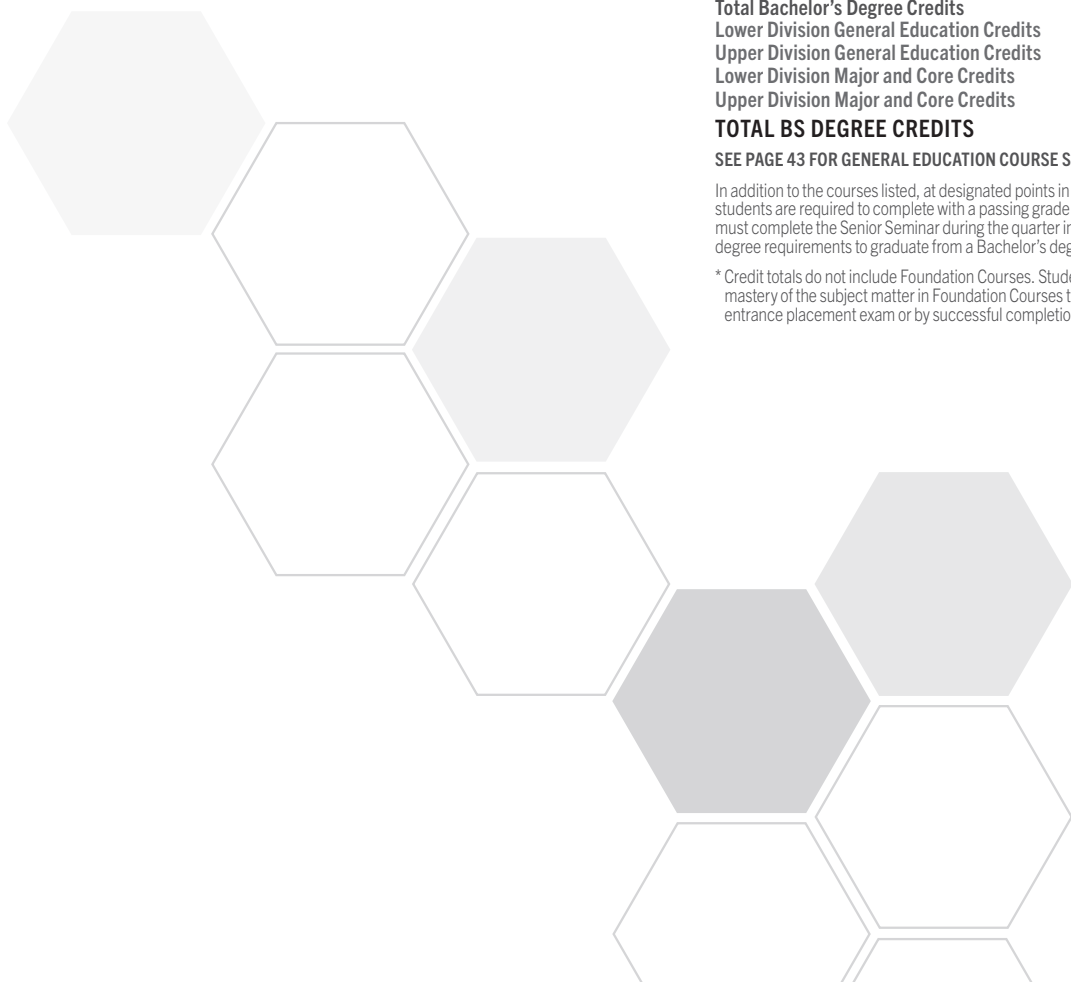 Total Bachelor's Degree Credits
Lower Division General Education Credits
Upper Division General Education Credits
Lower Division Major and Core Credits
Upper Division Major and Core Credits
TOTAL BS DEGREE CREDITS
SEE PAGE 43 FOR GENERAL EDUCATION COURSE S
In addition to the courses listed, at designated points in
students are required to complete with a passing grade
must complete the Senior Seminar during the quarter in
degree requirements to graduate from a Bachelor's deg
* Credit totals do not include Foundation Courses. Stude
mastery of the subject matter in Foundation Courses t
entrance placement exam or by successful completio